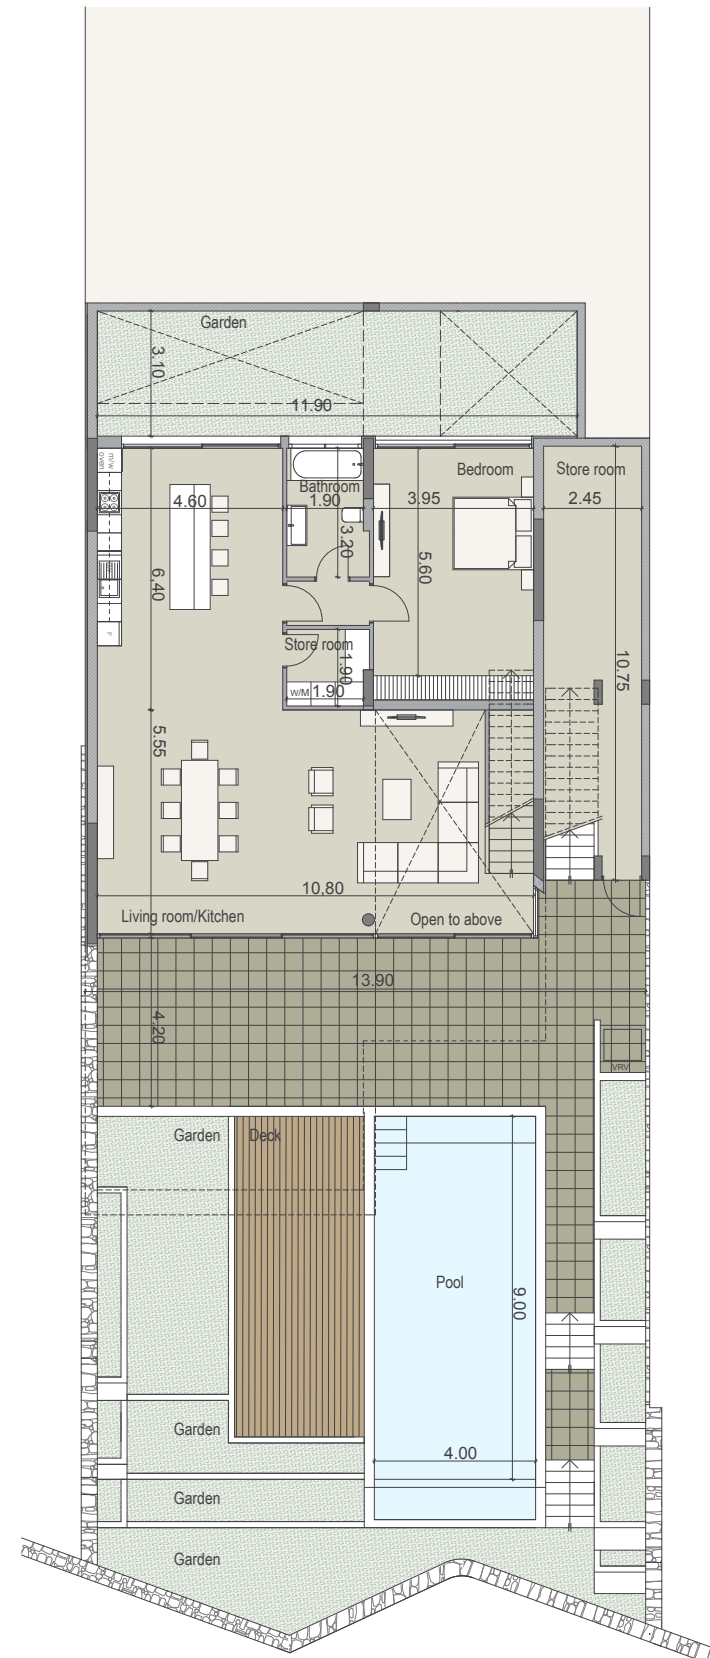 Garden
3.10
11.90
m/w
oven
Bedroom
Store room
Bathroom
4.60
1.90
3.95
2.45
3.20
5.60
6.40
F
Store room
1.90
W/M
1.90
10.75
5.55
10.80
Living room/Kitchen
Open to above
13.90
4.20
VRV
Garden
Deck
Pool
9.00
Garden
4.00
Garden
Garden